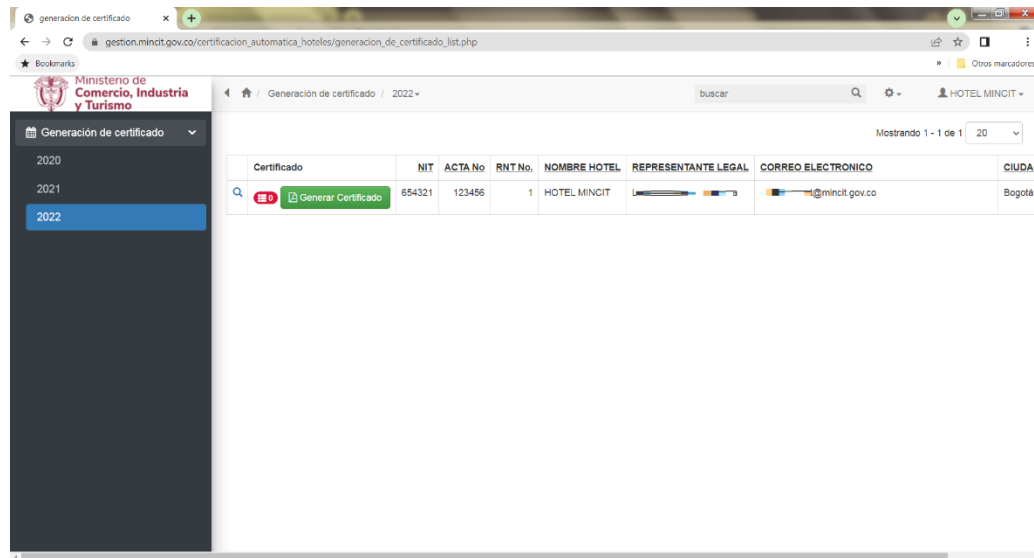 generacion de certificado
gestion.mincit.gov.co/certificacion_automatica_hoteles/generacion_de_certificado_list.php
Bookmarks
» Otros marcadores
Ministerio de
Comercio, Industria
y Turismo
/ Generación de certificado / 2022
buscar
HOTEL MINCIT
Generación de certificado
Mostrando 1 - 1 de 1 20
2020
2021
2022
Certificado NIT ACTA No RNT No. NOMBRE HOTEL REPRESENTANTE LEGAL CORREO ELECTRONICO CIUDA
0 Generar Certificado 654321 123456 1 HOTEL MINCIT @mincit.gov.co Bogotá